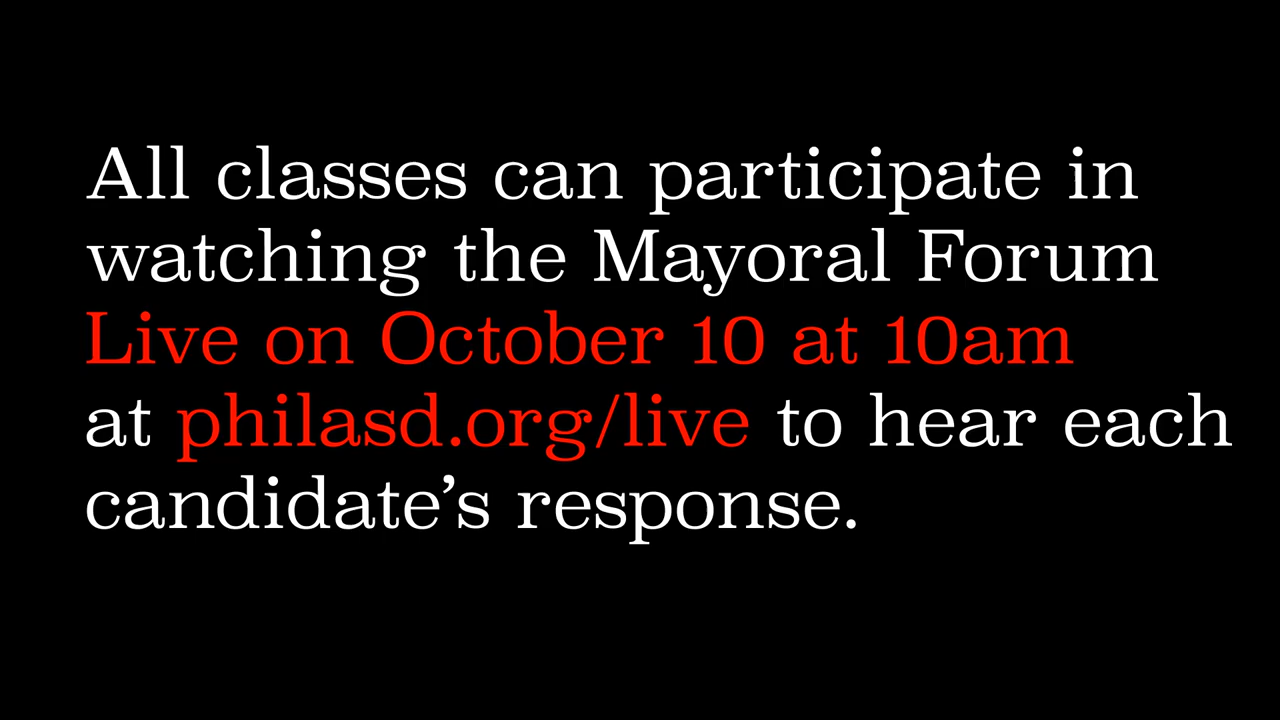 All classes can participate in
watching the Mayoral Forum
Live on October 10 at 10am
at philasd.org/live to hear each
candidate’s response.